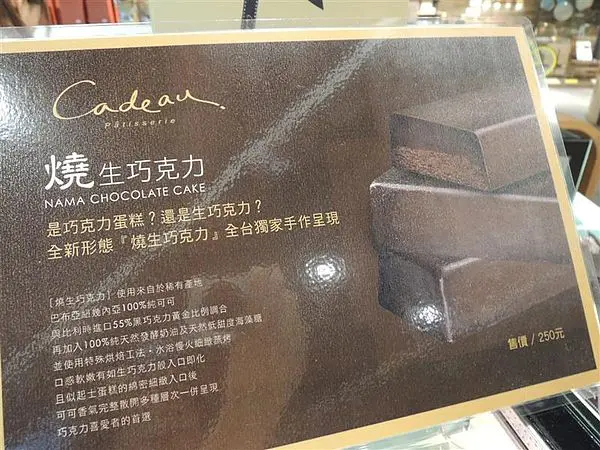 Cadeau.
Pâtisserie
燒生巧克力
NAMA CHOCOLATE CAKE
是巧克力蛋糕？還是生巧克力？
全新形態『燒生巧克力』全台獨家手作呈現
［燒生巧克力］使用來自於稀有產地
巴布亞紐幾內亞100%純可可
與比利時進口55%黑巧克力黃金比例調合
再加入100%純天然發酵奶油及天然低甜度海藻糖
並使用特殊烘焙工法，水浴慢火細緻蒸烤
口感軟嫩有如生巧克力般入口即化
且似起士蛋糕的綿密細緻入口後
可可香氣完整散開多種層次一併呈現
巧克力喜愛者的首選
售價 / 250元